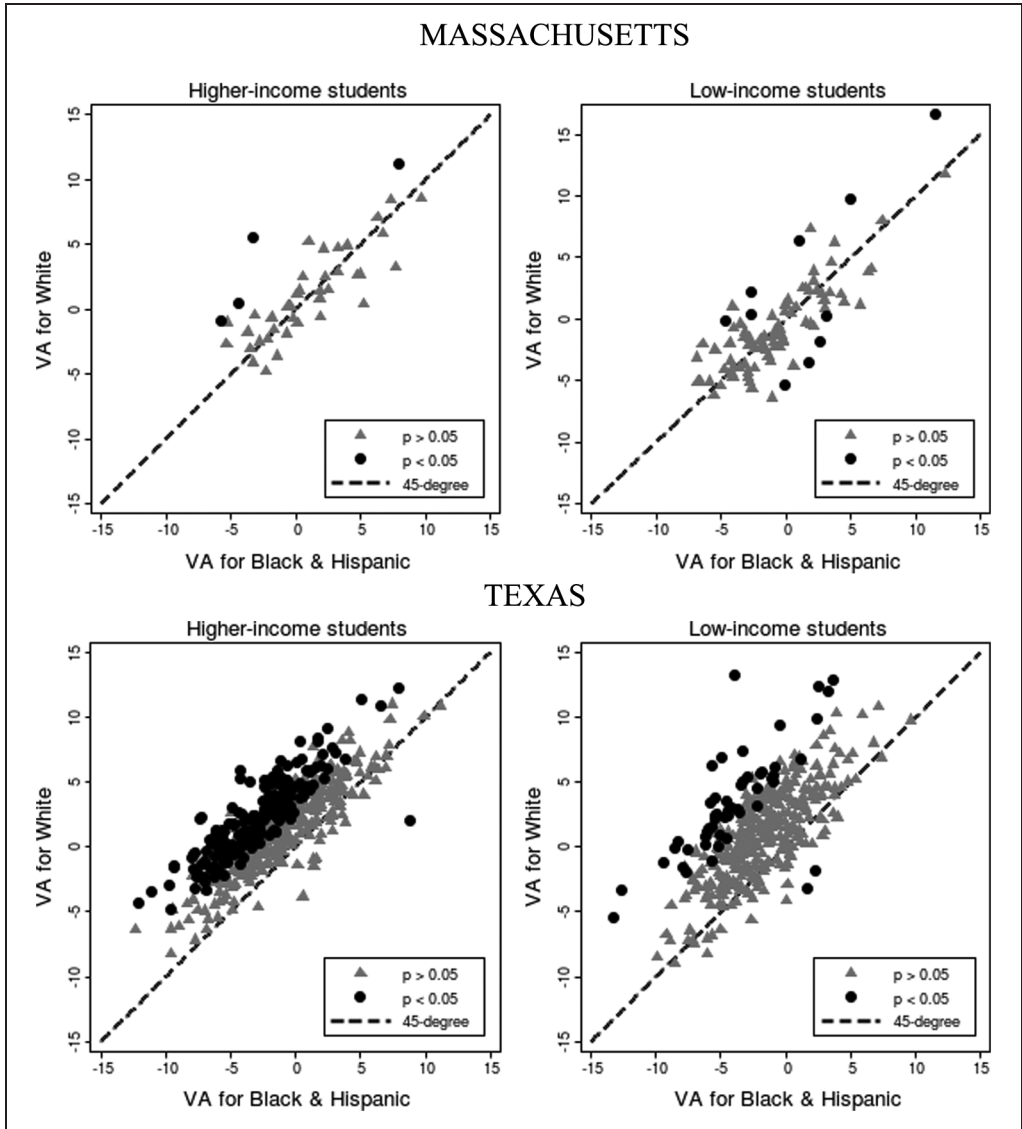 MASSACHUSETTS
Higher-income students
VA for White
15
10
5
0
-5
-10
-15
p > 0.05
p < 0.05
45-degree
-15 -10 -5 0 5 10 15
VA for Black & Hispanic
Low-income students
VA for White
15
10
5
0
-5
-10
-15
p > 0.05
p < 0.05
45-degree
-15 -10 -5 0 5 10 15
VA for Black & Hispanic
TEXAS
Higher-income students
VA for White
15
10
5
0
-5
-10
-15
p > 0.05
p < 0.05
45-degree
-15 -10 -5 0 5 10 15
VA for Black & Hispanic
Low-income students
VA for White
15
10
5
0
-5
-10
-15
p > 0.05
p < 0.05
45-degree
-15 -10 -5 0 5 10 15
VA for Black & Hispanic